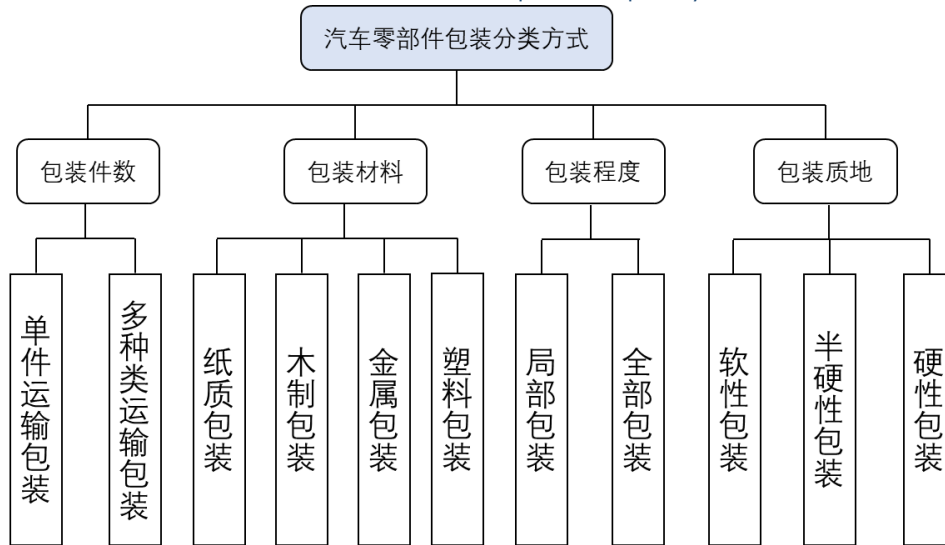 汽车零部件包装分类方式
包装件数
包装材料
包装程度
包装质地
单件运输包装
多种类运输包装
纸质包装
木制包装
金属包装
塑料包装
局部包装
全部包装
软性包装
半硬性包装
硬性包装